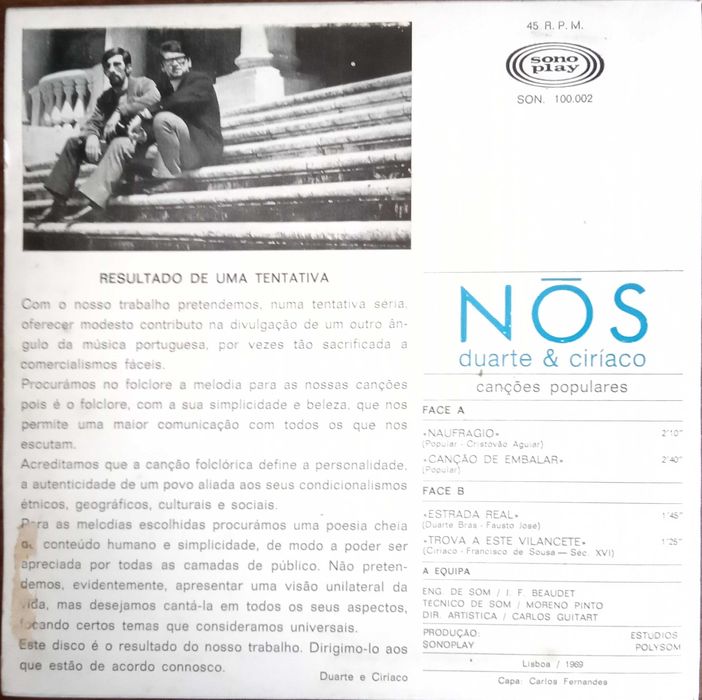 45 R. P. M.
sono
play
SON. 100.002
RESULTADO DE UMA TENTATIVA
Com o nosso trabalho pretendemos, numa tentativa séria,
oferecer modesto contributo na divulgação de um outro ân-
gulo da música portuguesa, por vezes tão sacrificada a
comercialismos fáceis.
Procurámos no folclore a melodia para as nossas canções
pois é o folclore, com a sua simplicidade e beleza, que nos
permite uma maior comunicação com todos os que nos
escutam.
Acreditamos que a canção folclórica define a personalidade,
a autenticidade de um povo aliada aos seus condicionalismos
étnicos, geográficos, culturais e sociais.
Para as melodias escolhidas procurámos uma poesia cheia
conteúdo humano e simplicidade, de modo a poder ser
apreciada por todas as camadas de público. Não preten-
demos, evidentemente, apresentar uma visão unilateral da
vida, mas desejamos cantá-la em todos os seus aspectos,
focando certos temas que consideramos universais.
Este disco é o resultado do nosso trabalho. Dirigimo-lo aos
que estão de acordo connosco.
Duarte e Ciríaco
NŌS
duarte & ciríaco
canções populares
FACE A
«NAUFRAGIO» 2'10"
(Popular - Cristóvão Aguiar)
«CANÇÃO DE EMBALAR» 2'40"
(Popular)
FACE B
«ESTRADA REAL» 1'45"
(Duarte Brás - Fausto José)
«TROVA A ESTE VILANCETE» 1'25"
(Ciríaco - Francisco de Sousa — Séc. XVI)
A EQUIPA
ENG. DE SOM / J. F. BEAUDET
TÉCNICO DE SOM / MORENO PINTO
DIR. ARTISTICA / CARLOS GUITART
PRODUÇÃO: ESTUDIOS
SONOPLAY POLYSOM
Lisboa / 1969
Capa: Carlos Fernandes